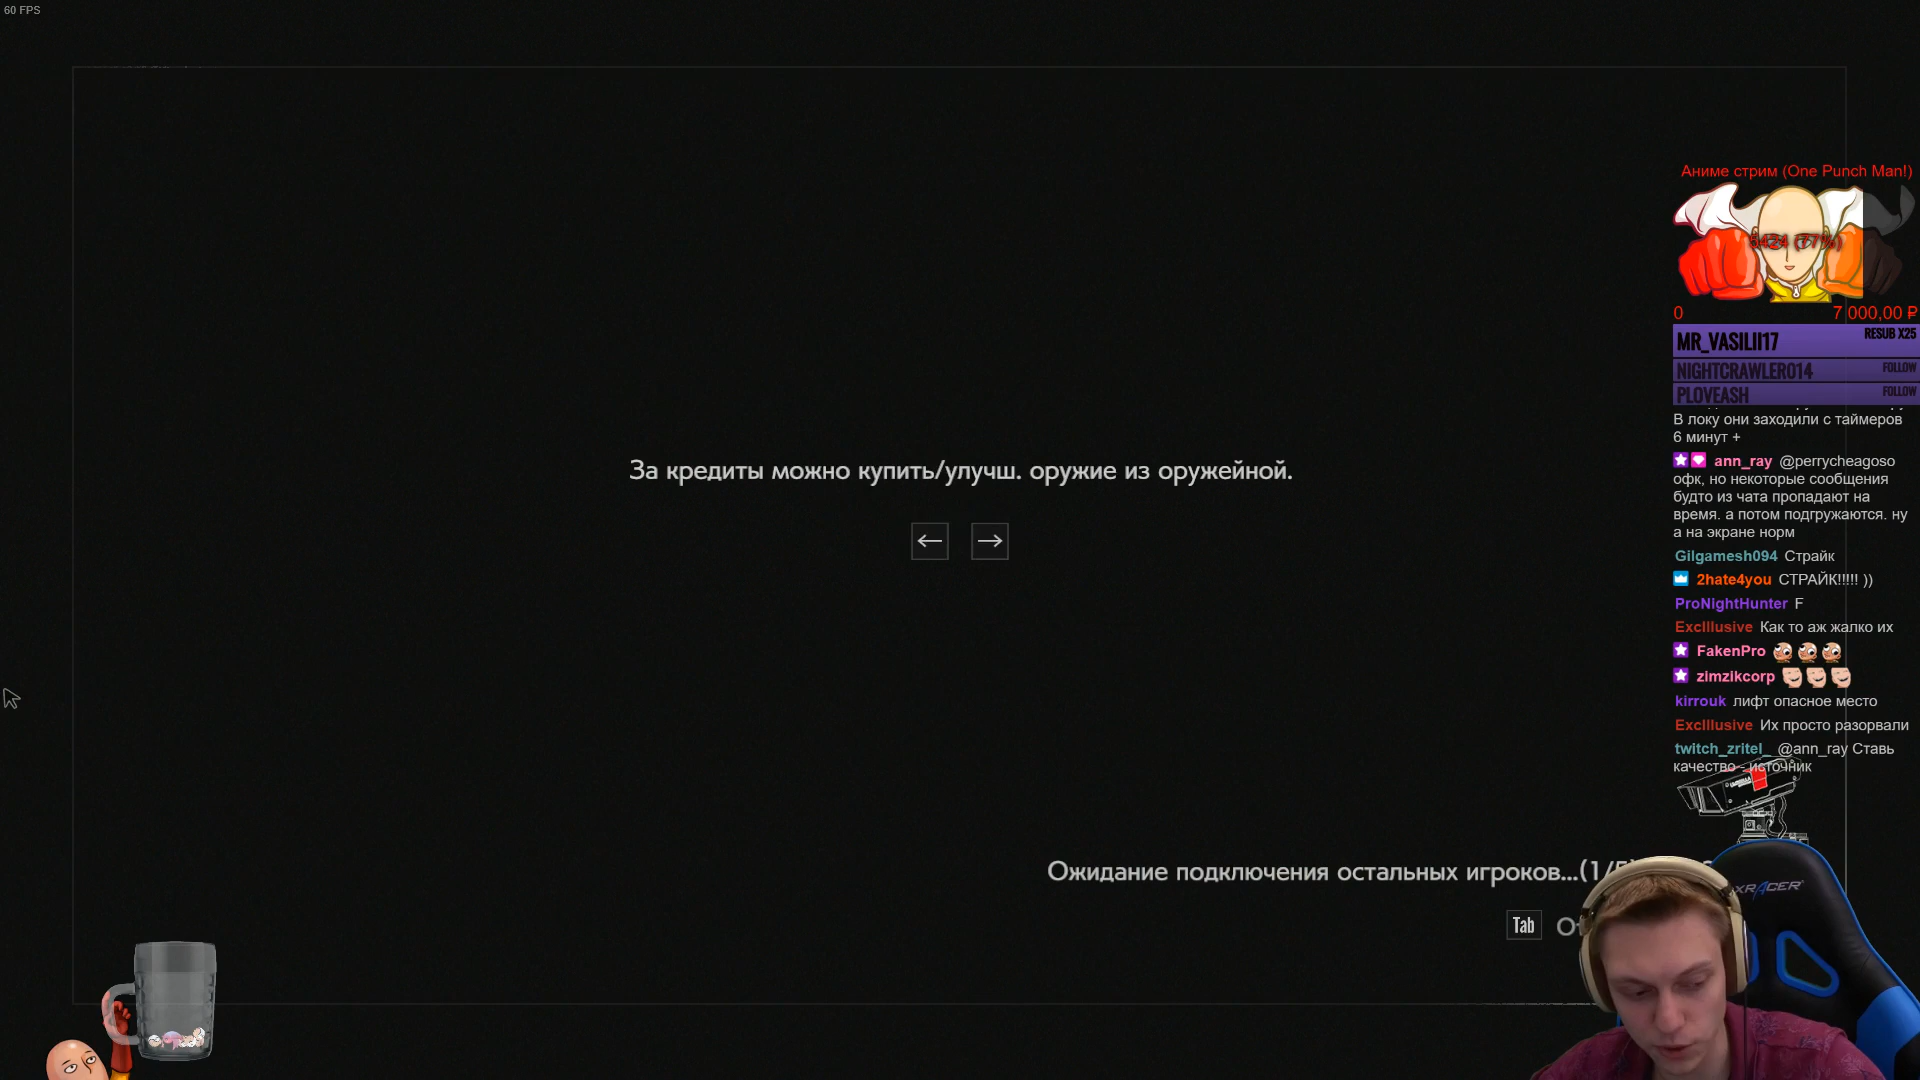 60 FPS
Аниме стрим (One Punch Man!)
0
7 000,00 ₽
MR_VASILII17
RESUB X25
NIGHTCRAWLER014
FOLLOW
PLOVEASH
FOLLOW
В локу они заходили с таймеров
6 минут +
ann_ray @perrycheagoso
офк, но некоторые сообщения
будто из чата пропадают на
время. а потом подгружаются. ну
а на экране норм
Gilgamesh094 Страйк
2hate4you СТРАЙК!!!!! ))
ProNightHunter F
Exclllusive Как то аж жалко их
FakenPro
zimzikcorp
kirrouk лифт опасное место
Exclllusive Их просто разорвали
twitch_zritel_ @ann_ray Ставь
качество - источник
За кредиты можно купить/улучш. оружие из оружейной.
← →
Ожидание подключения остальных игроков...(1/5)
Tab